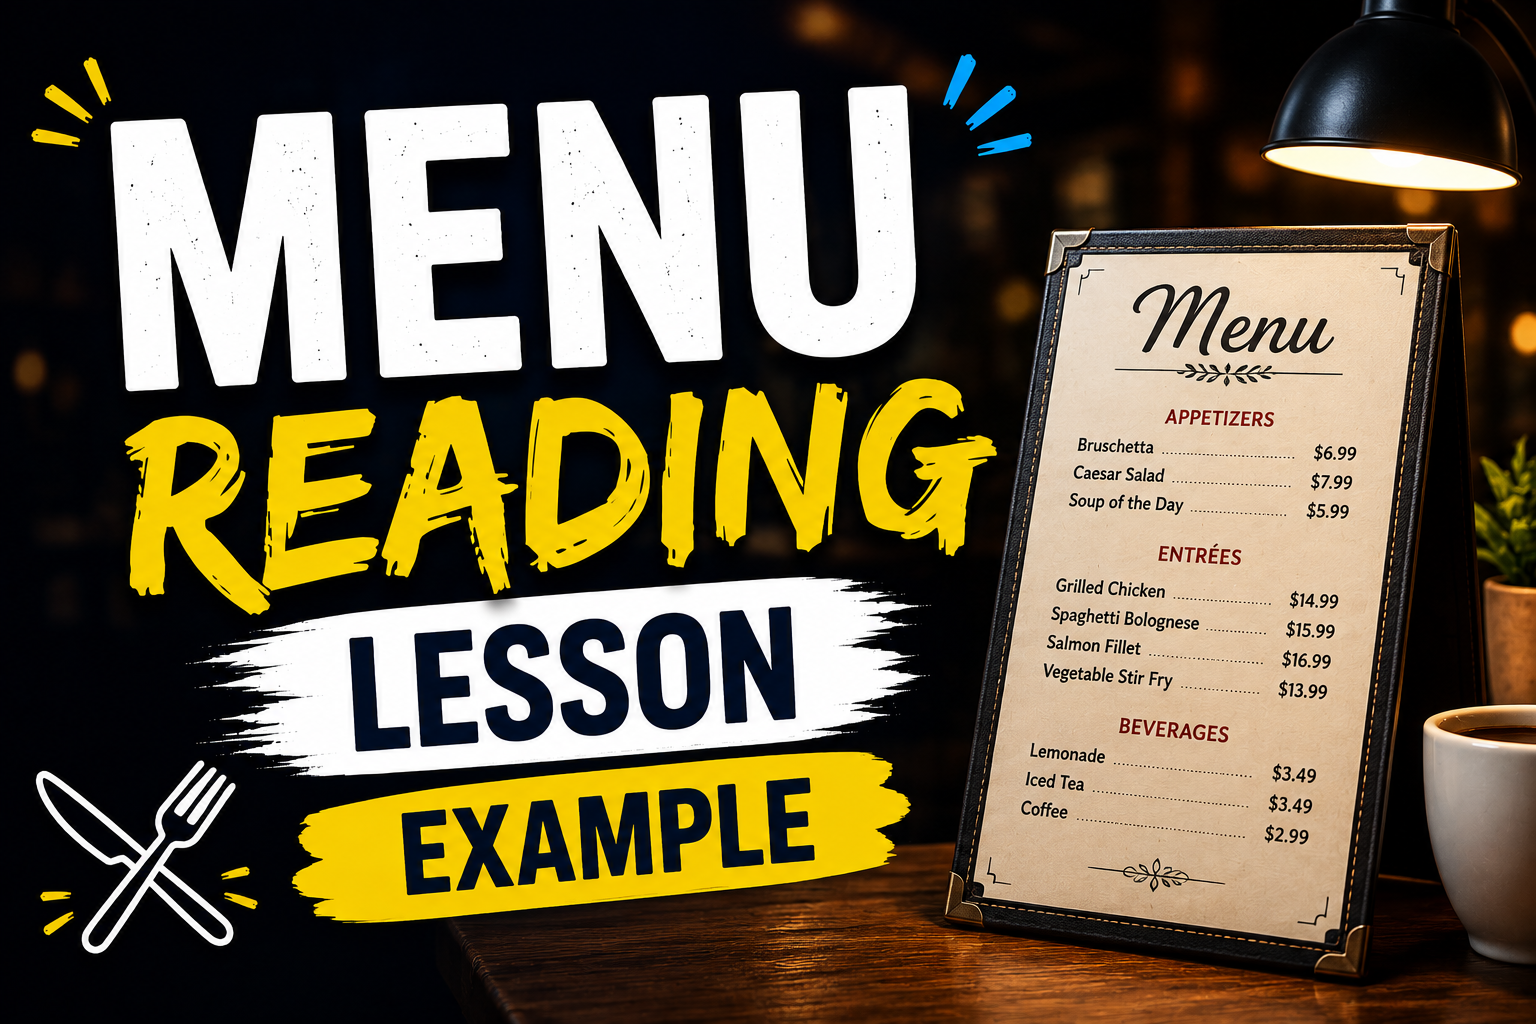 MENU
READING
LESSON
EXAMPLE
Menu
APPETIZERS
Bruschetta $6.99
Caesar Salad $7.99
Soup of the Day $5.99
ENTRÉES
Grilled Chicken $14.99
Spaghetti Bolognese $15.99
Salmon Fillet $16.99
Vegetable Stir Fry $13.99
BEVERAGES
Lemonade $3.49
Iced Tea $3.49
Coffee $2.99